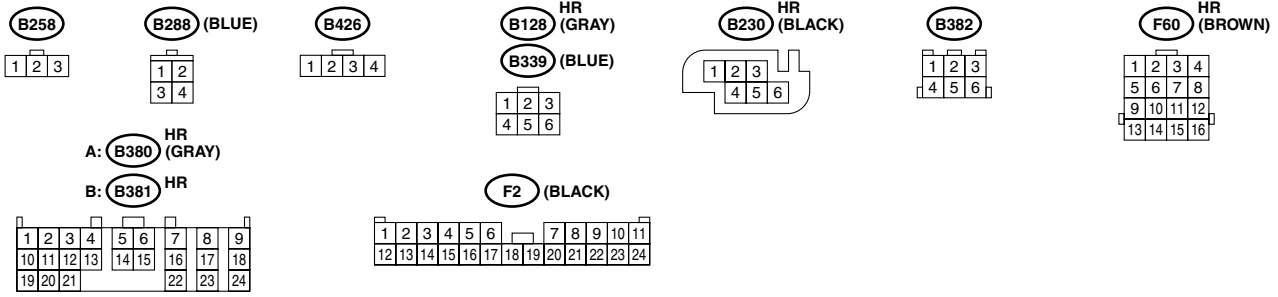 B258
B288 (BLUE)
B426
B128 HR (GRAY)
B339 (BLUE)
B230 HR (BLACK)
B382
F60 HR (BROWN)
1 2 3
1 2
3 4
1 2 3 4
1 2 3
4 5 6
1 2 3
4 5 6
1 2 3
4 5 6
1 2 3 4
5 6 7 8
9 10 11 12
13 14 15 16
A: B380 HR (GRAY)
B: B381 HR
F2 (BLACK)
1 2 3 4 5 6 7 8 9
10 11 12 13 14 15 16 17 18
19 20 21 22 23 24
1 2 3 4 5 6 7 8 9 10 11
12 13 14 15 16 17 18 19 20 21 22 23 24